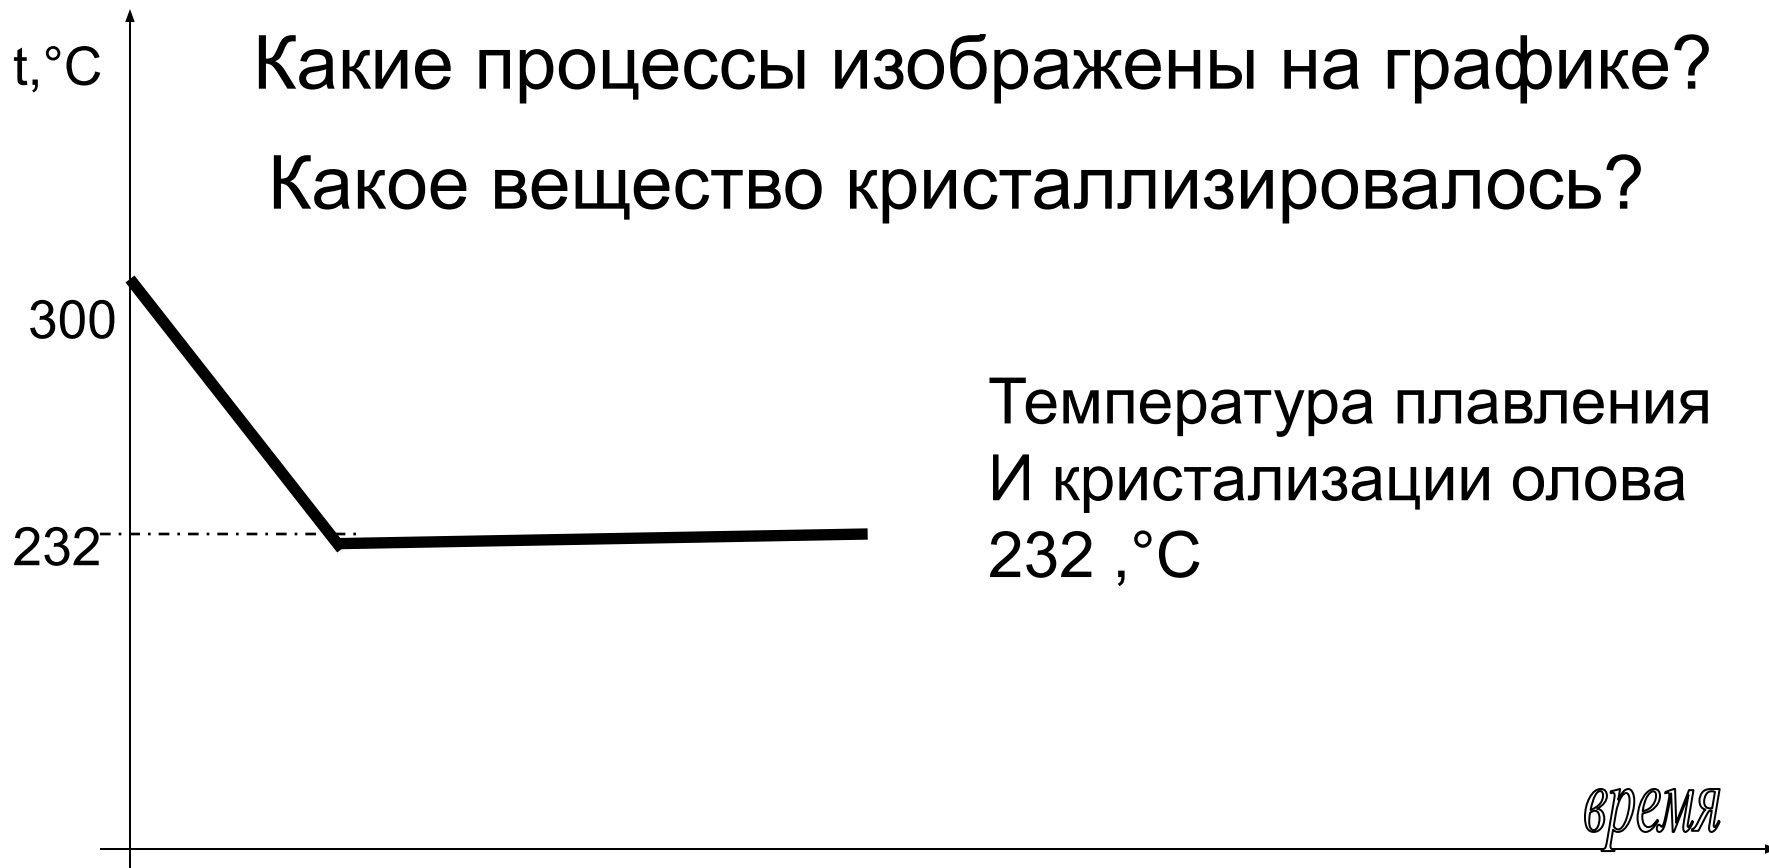 t,°C
Какие процессы изображены на графике?
Какое вещество кристаллизировалось?
300
Температура плавления
И кристализации олова
232
232 ,°C
время